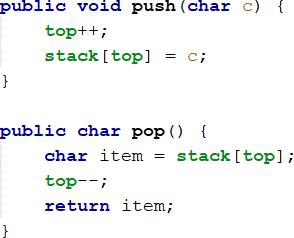 public void push(char c) {
    top++;
    stack[top] = c;
}

public char pop() {
    char item = stack[top];
    top--;
    return item;
}